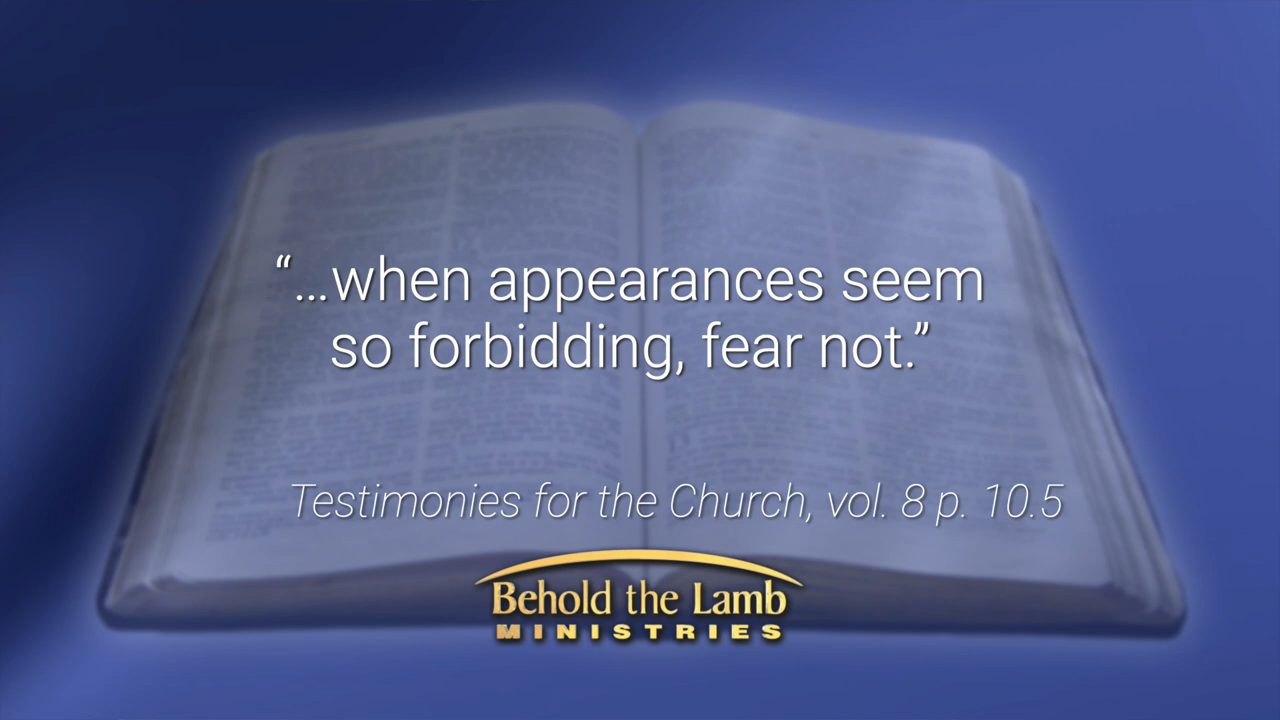 “...when appearances seem
so forbidding, fear not.”
Testimonies for the Church, vol. 8 p. 10.5
Behold the Lamb
MINISTRIES